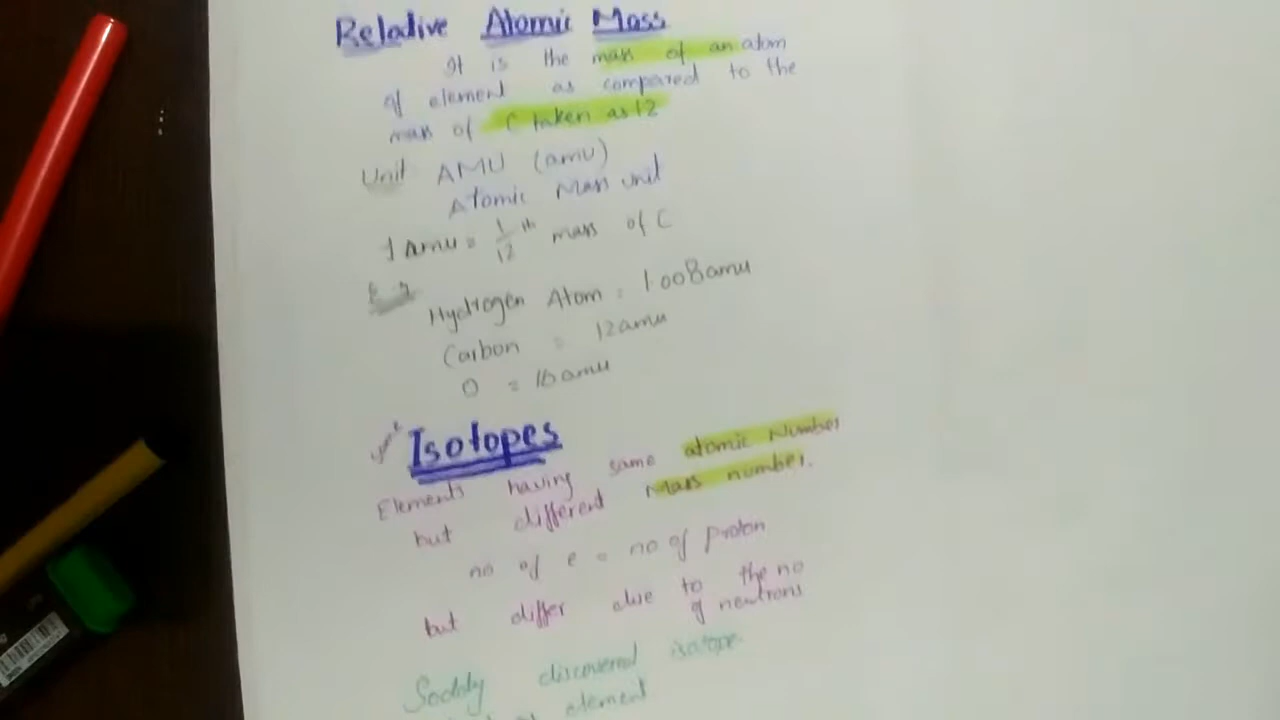 Relative Atomic Mass
It is the mass of an atom
of element as compared to the
mass of C taken as 12
Unit AMU (amu)
Atomic Mass unit
1 amu = 1/12 th mass of C
E.g
Hydrogen Atom = 1.008amu
Carbon = 12amu
O = 16amu
Isotopes
Elements having same atomic Number
but different Mass number.
no of e = no of proton
but differ due to the no
of neutrons
Soddy discovered isotope
element